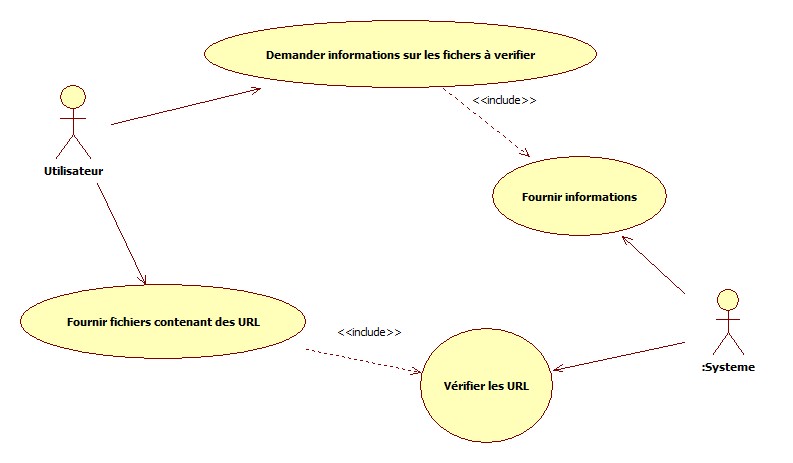 Demander informations sur les fichers à verifier
<<include>>
Utilisateur
Fournir informations
Fournir fichiers contenant des URL
<<include>>
:Systeme
Vérifier les URL